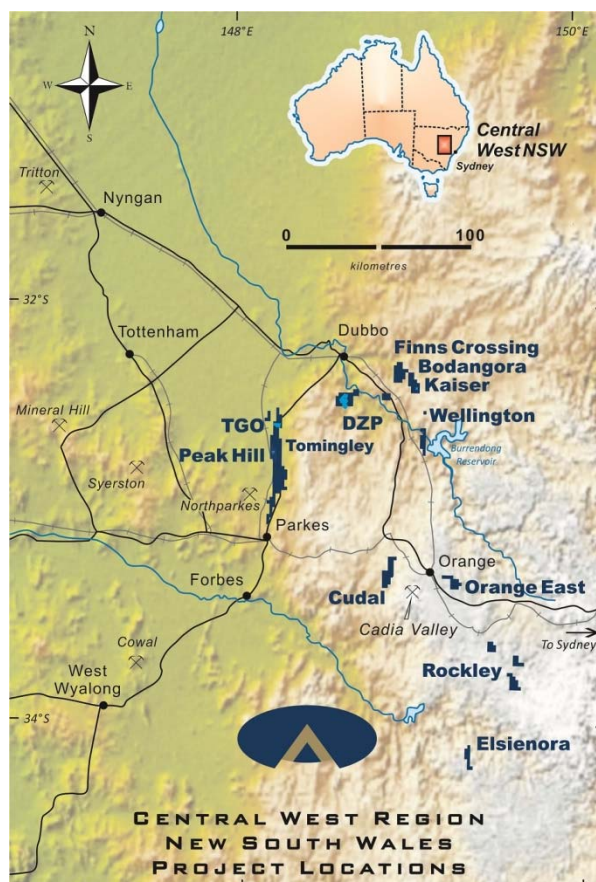 148°
150°
N
W
E
S
Central
West NSW
Sydney
Tritton
Nyngan
0
100
kilometres
32°S
Tottenham
Dubbo
Finns Crossing
Bodangora
Kaiser
Mineral Hill
TGO
DZP
Wellington
Peak Hill
Tomingley
Burrendong
Reservoir
Syerston
Northparkes
Parkes
Orange
Forbes
Cudal
Orange East
Cadia Valley
Cowal
To Sydney
West
Wyalong
Rockley
34°S
Elsienora
CENTRAL WEST REGION
NEW SOUTH WALES
PROJECT LOCATIONS